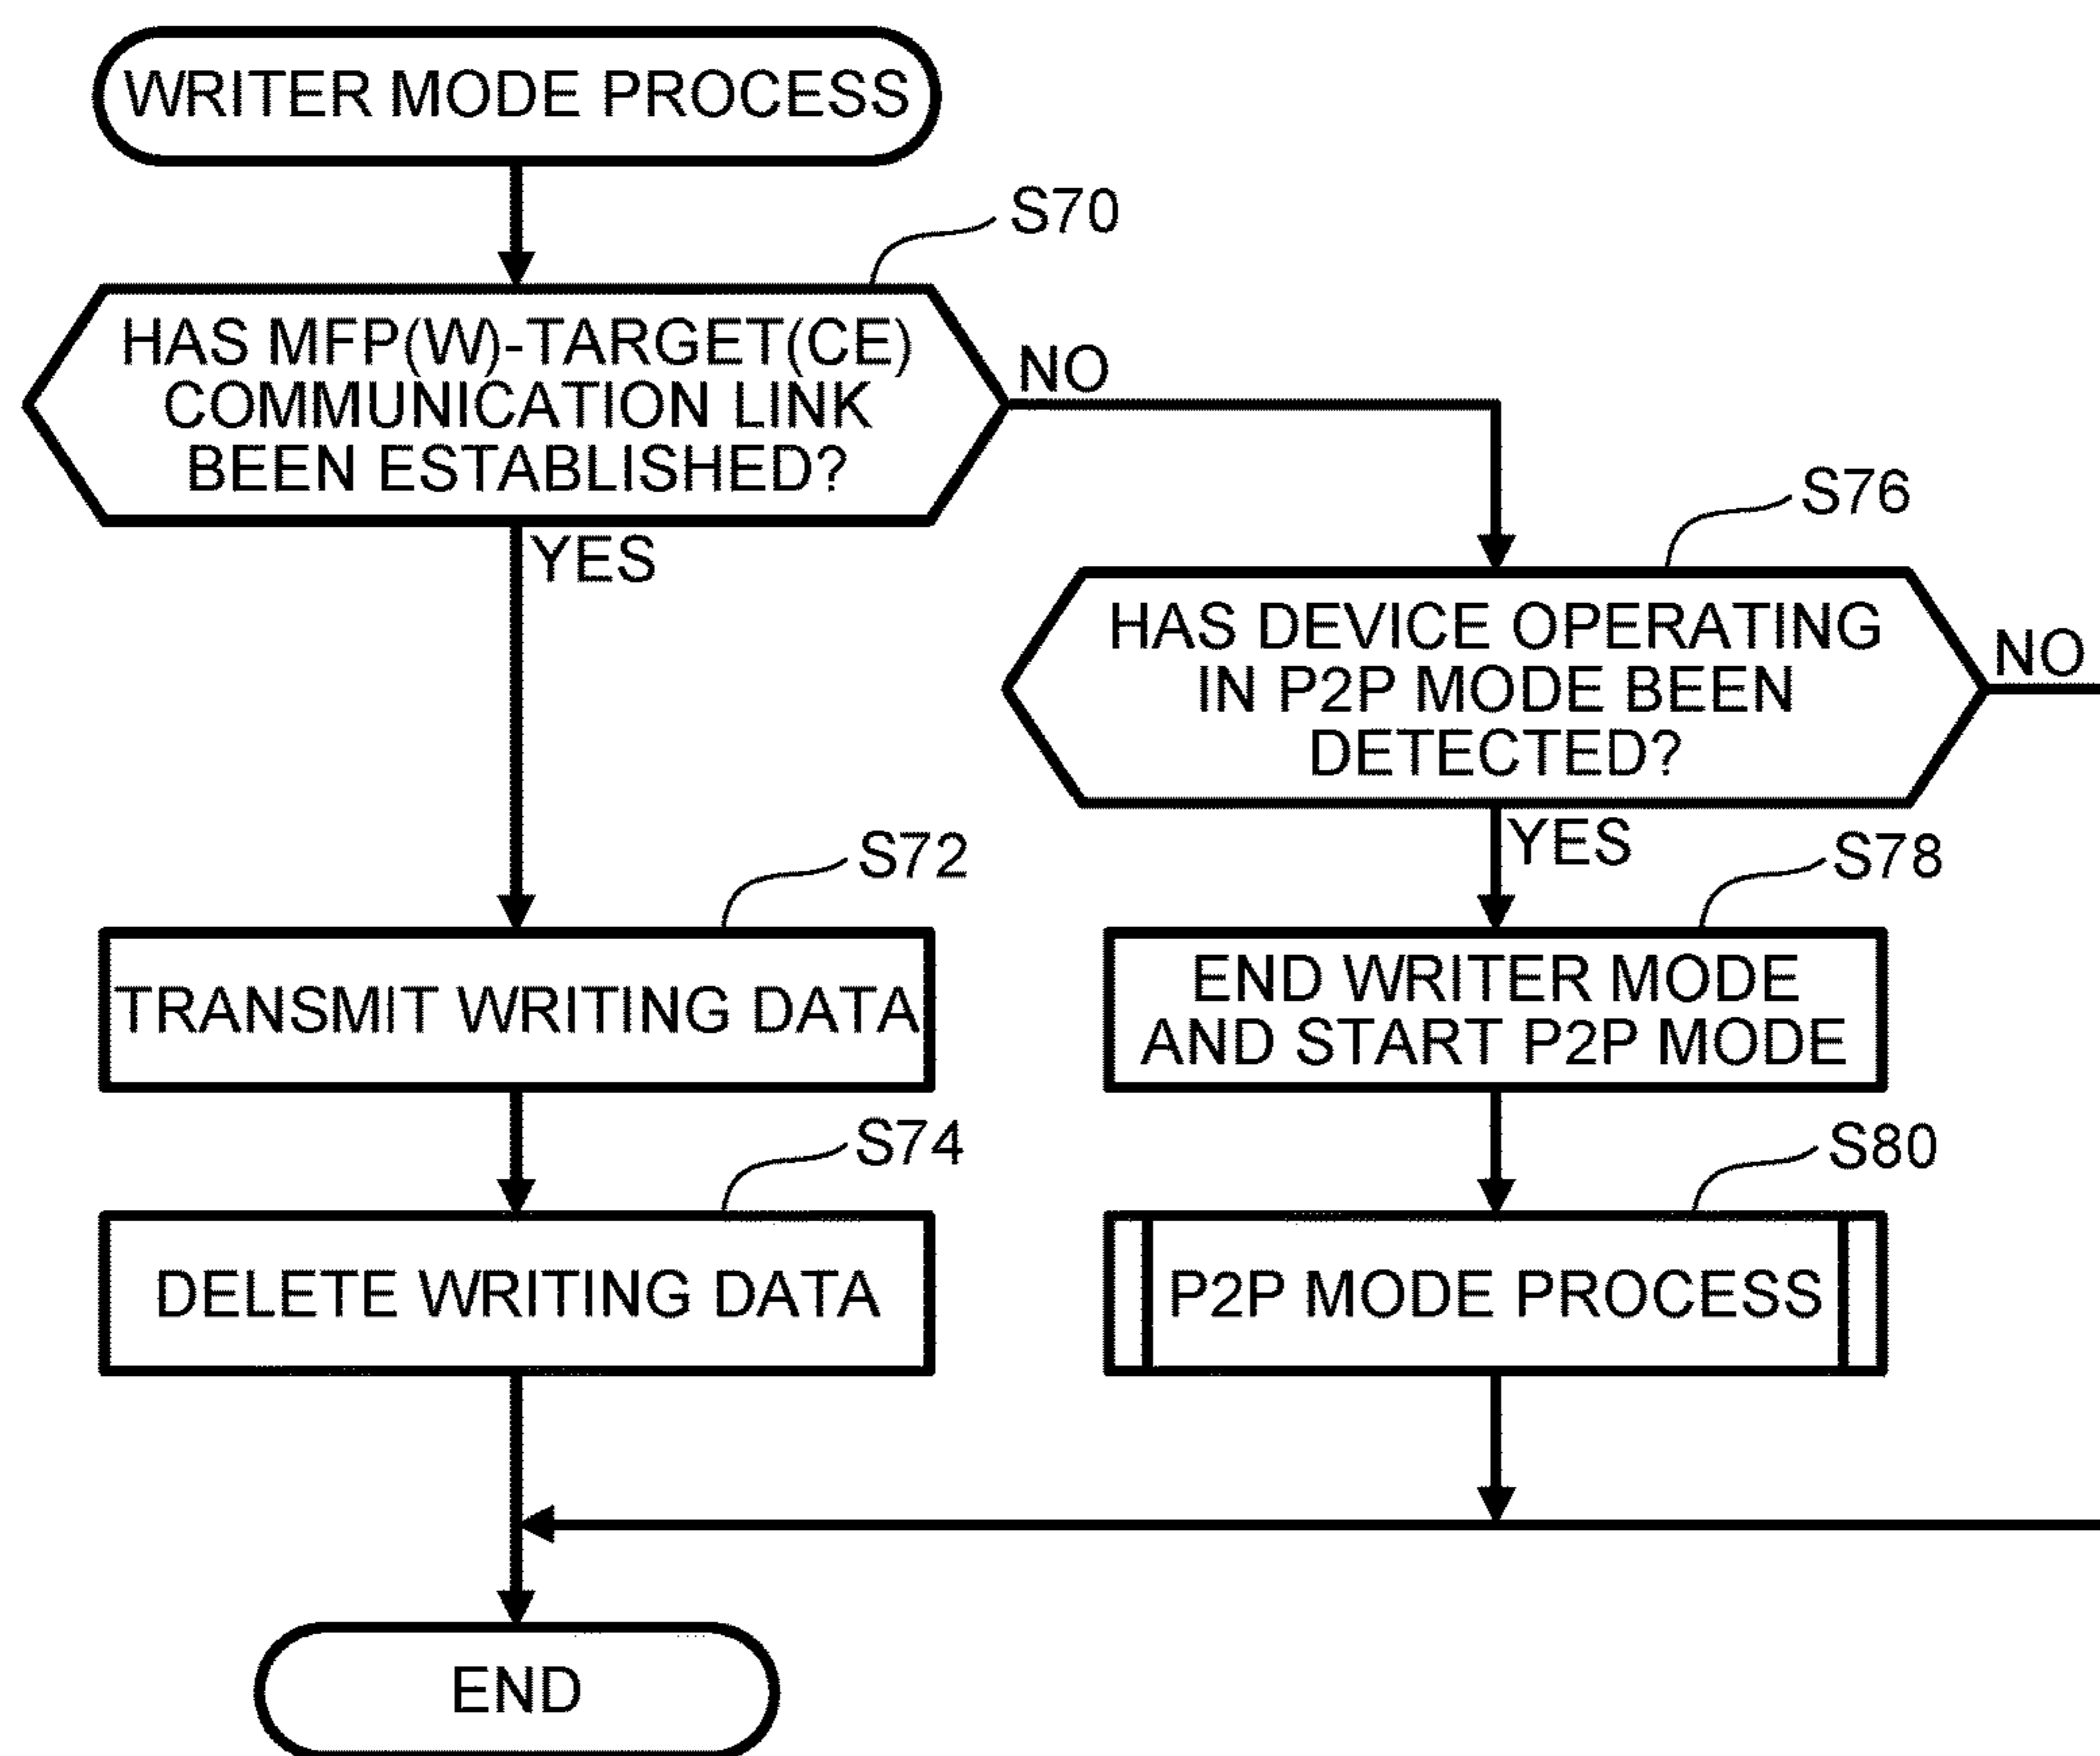 WRITER MODE PROCESS
S70
HAS MFP(W)-TARGET(CE)
COMMUNICATION LINK
BEEN ESTABLISHED?
NO
YES
S76
HAS DEVICE OPERATING
IN P2P MODE BEEN
DETECTED?
NO
YES
S72
TRANSMIT WRITING DATA
S78
END WRITER MODE
AND START P2P MODE
S74
DELETE WRITING DATA
S80
P2P MODE PROCESS
END